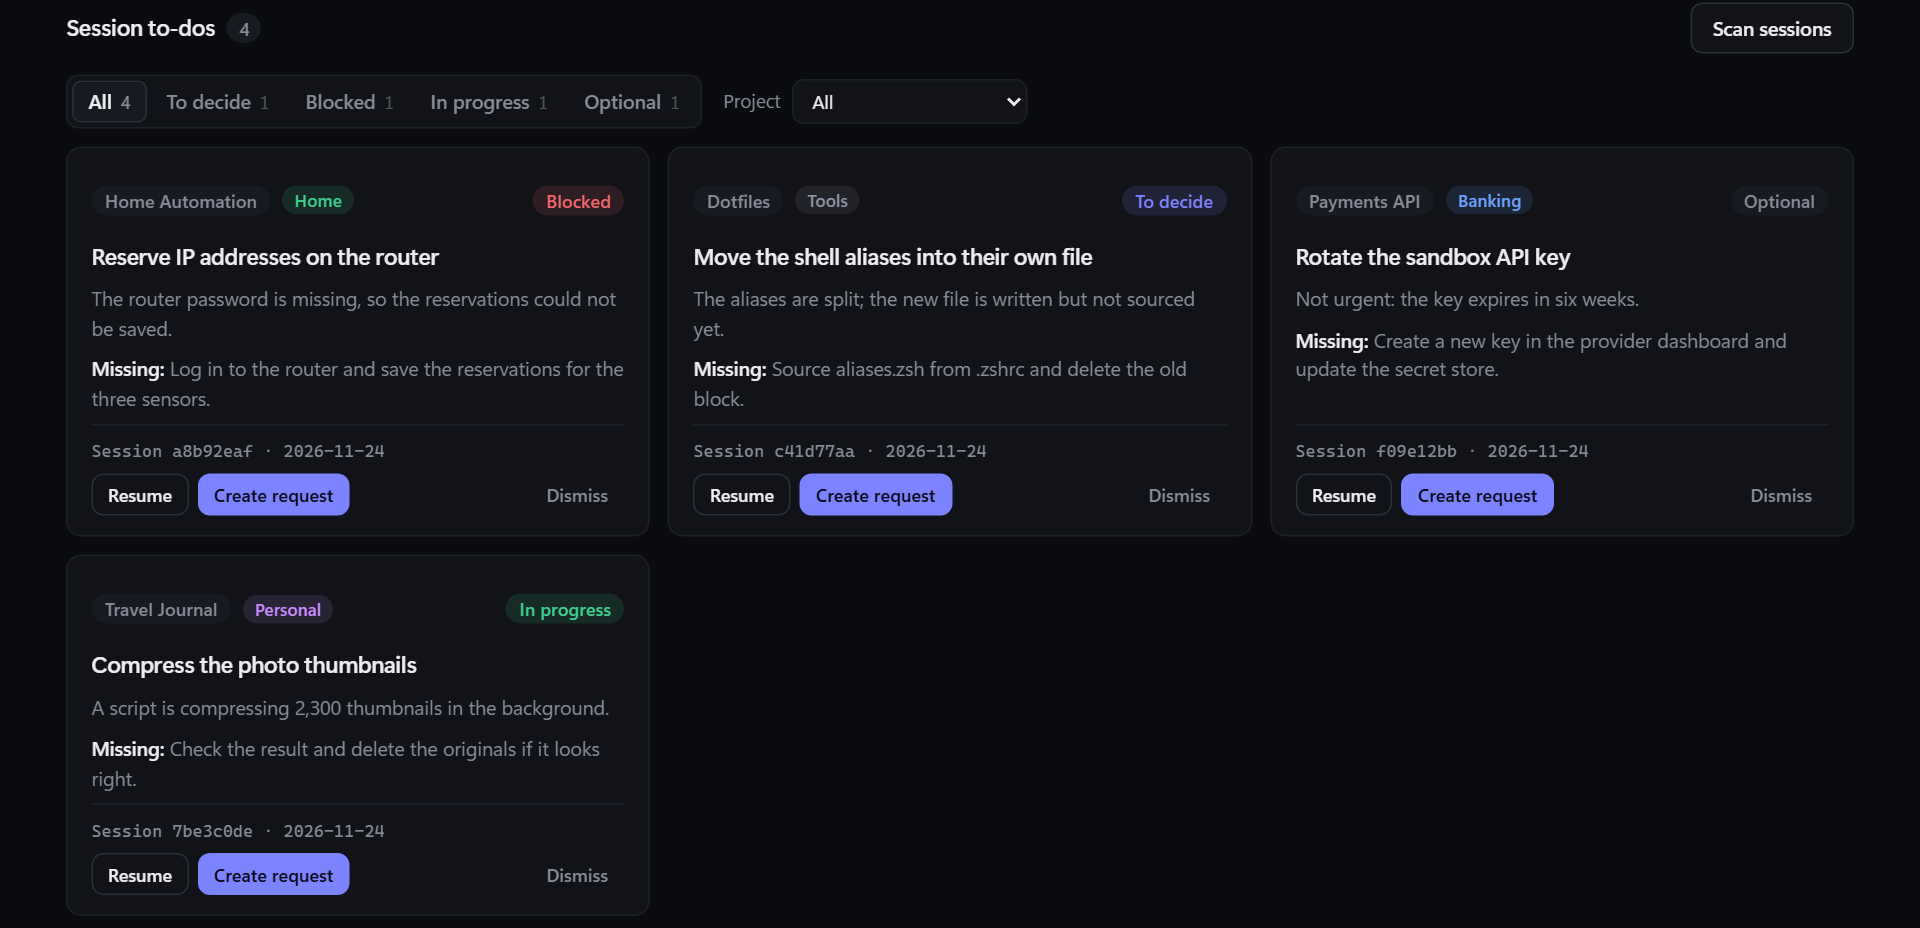 Session to-dos 4
Scan sessions
All 4 To decide 1 Blocked 1 In progress 1 Optional 1 Project All
Home Automation Home Blocked
Reserve IP addresses on the router
The router password is missing, so the reservations could not
be saved.
Missing: Log in to the router and save the reservations for the
three sensors.
Session a8b92eaf · 2026-11-24
Resume Create request Dismiss
Dotfiles Tools To decide
Move the shell aliases into their own file
The aliases are split; the new file is written but not sourced
yet.
Missing: Source aliases.zsh from .zshrc and delete the old
block.
Session c41d77aa · 2026-11-24
Resume Create request Dismiss
Payments API Banking Optional
Rotate the sandbox API key
Not urgent: the key expires in six weeks.
Missing: Create a new key in the provider dashboard and
update the secret store.
Session f09e12bb · 2026-11-24
Resume Create request Dismiss
Travel Journal Personal In progress
Compress the photo thumbnails
A script is compressing 2,300 thumbnails in the background.
Missing: Check the result and delete the originals if it looks
right.
Session 7be3c0de · 2026-11-24
Resume Create request Dismiss